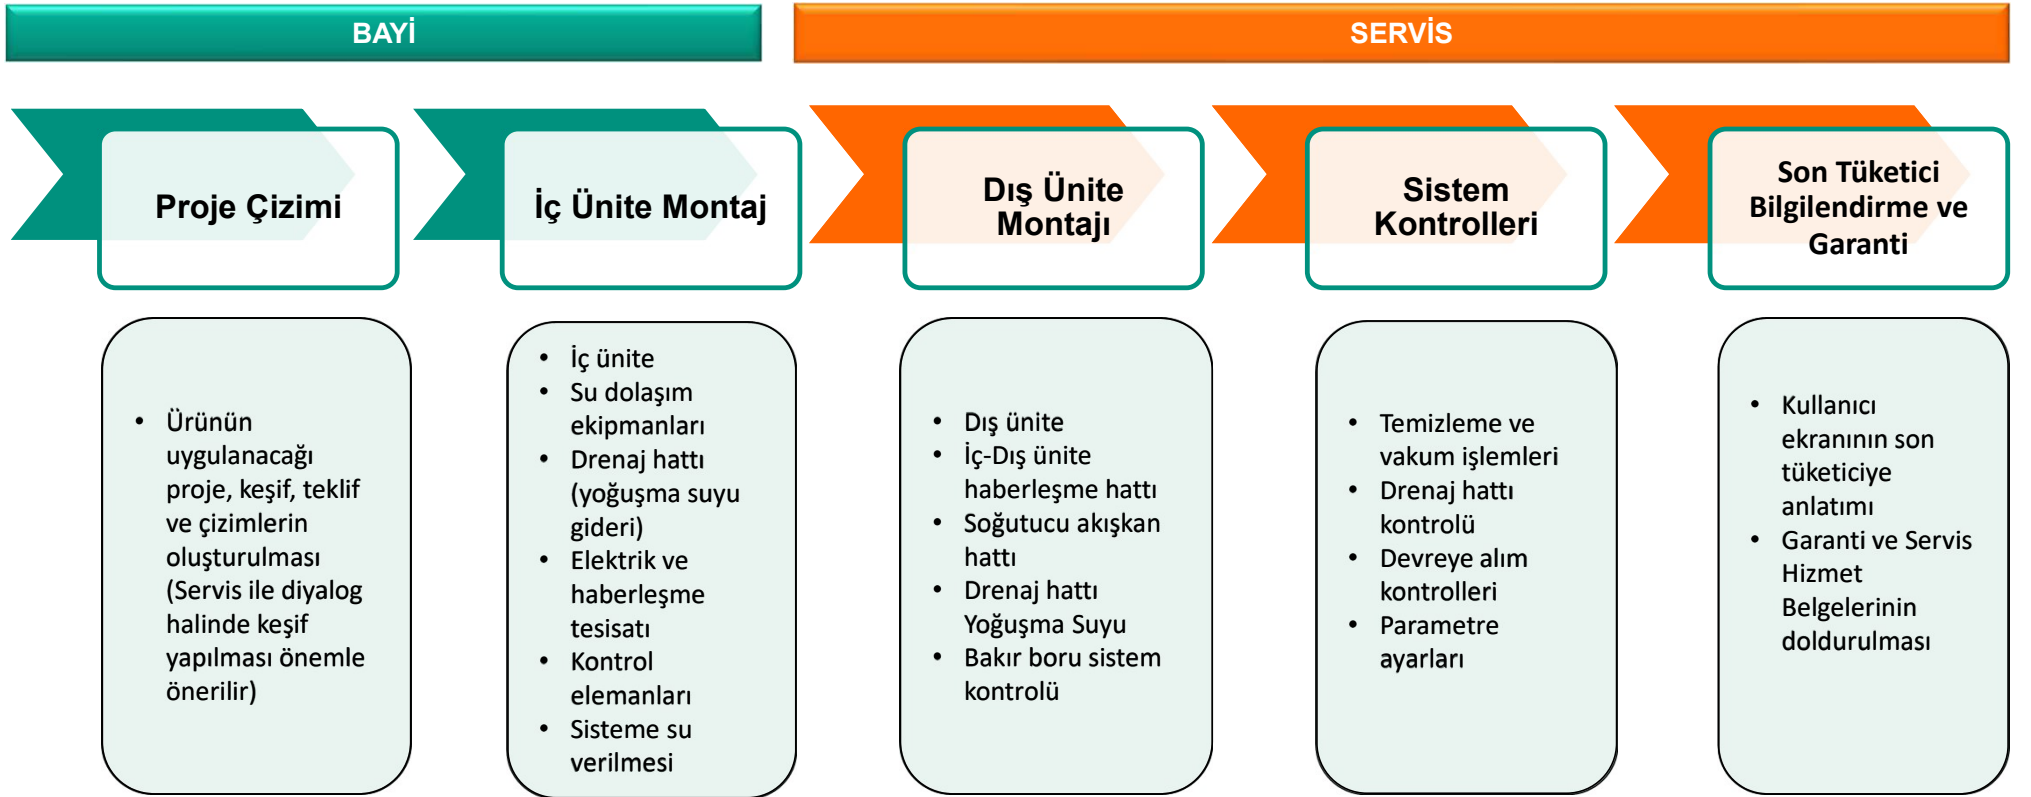 BAYİ
SERVİS
Proje Çizimi
İç Ünite Montaj
Dış Ünite
Montajı
Sistem
Kontrolleri
Son Tüketici
Bilgilendirme ve
Garanti
• Ürünün
uygulanacağı
proje, keşif, teklif
ve çizimlerin
oluşturulması
(Servis ile diyalog
halinde keşif
yapılması önemle
önerilir)
• İç ünite
• Su dolaşım
ekipmanları
• Drenaj hattı
(yoğuşma suyu
gideri)
• Elektrik ve
haberleşme
tesisatı
• Kontrol
elemanları
• Sisteme su
verilmesi
• Dış ünite
• İç-Dış ünite
haberleşme hattı
• Soğutucu akışkan
hattı
• Drenaj hattı
Yoğuşma Suyu
• Bakır boru sistem
kontrolü
• Temizleme ve
vakum işlemleri
• Drenaj hattı
kontrolü
• Devreye alım
kontrolleri
• Parametre
ayarları
• Kullanıcı
ekranının son
tüketiciye
anlatımı
• Garanti ve Servis
Hizmet
Belgelerinin
doldurulması